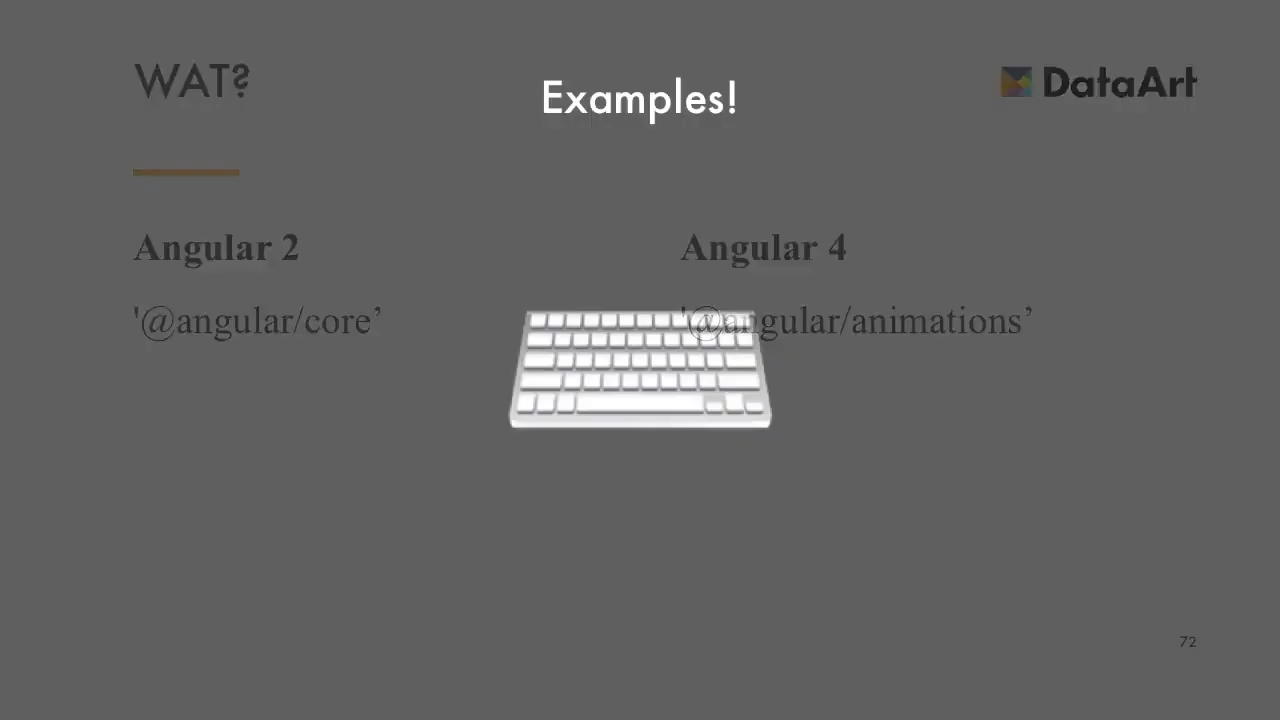 WAT?
Examples!
DataArt
Angular 2
Angular 4
'@angular/core’
'@angular/animations’
72